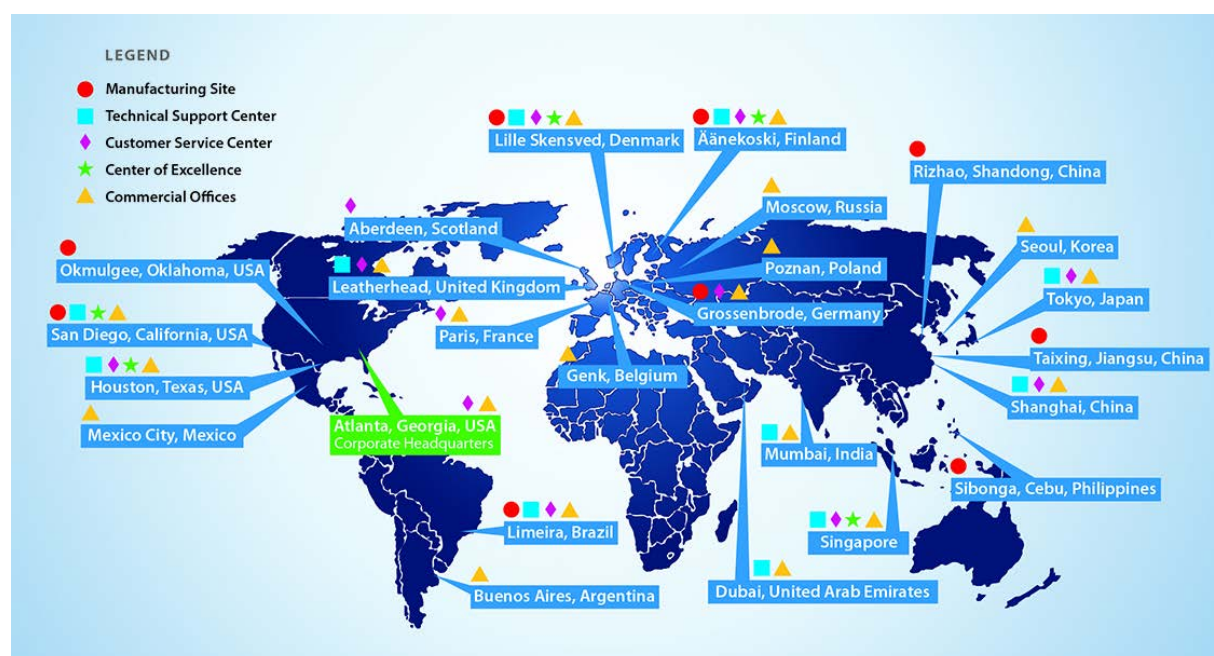 LEGEND
Manufacturing Site
Technical Support Center
Customer Service Center
Center of Excellence
Commercial Offices
Lille Skensved, Denmark
Äänekoski, Finland
Rizhao, Shandong, China
Moscow, Russia
Aberdeen, Scotland
Seoul, Korea
Okmulgee, Oklahoma, USA
Poznan, Poland
Leatherhead, United Kingdom
Tokyo, Japan
Grossenbrode, Germany
San Diego, California, USA
Paris, France
Taixing, Jiangsu, China
Genk, Belgium
Houston, Texas, USA
Shanghai, China
Atlanta, Georgia, USA
Corporate Headquarters
Mexico City, Mexico
Mumbai, India
Sibonga, Cebu, Philippines
Limeira, Brazil
Singapore
Dubai, United Arab Emirates
Buenos Aires, Argentina